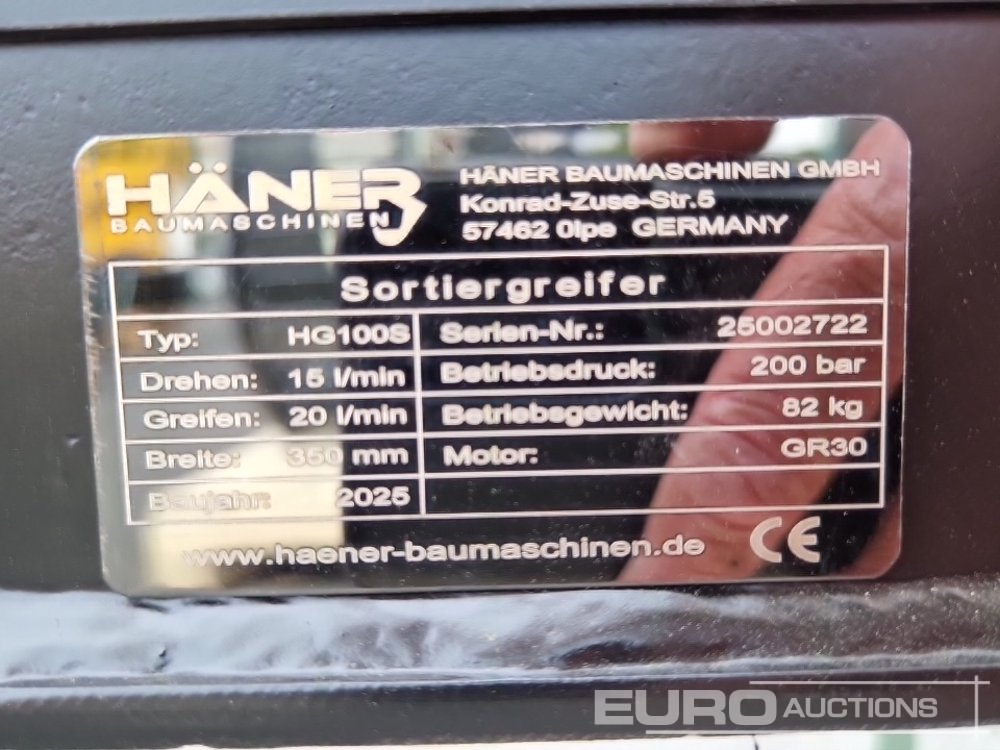 HÄNER
BAUMASCHINEN
HÄNER BAUMASCHINEN GMBH
Konrad-Zuse-Str.5
57462 Olpe GERMANY
Sortiergreifer
Typ: HG100S Serien-Nr.: 25002722
Drehen: 15 l/min Betriebsdruck: 200 bar
Greifen: 20 l/min Betriebsgewicht: 82 kg
Breite: 350 mm Motor: GR30
Baujahr: 2025
www.haener-baumaschinen.de CE
EURO AUCTIONS